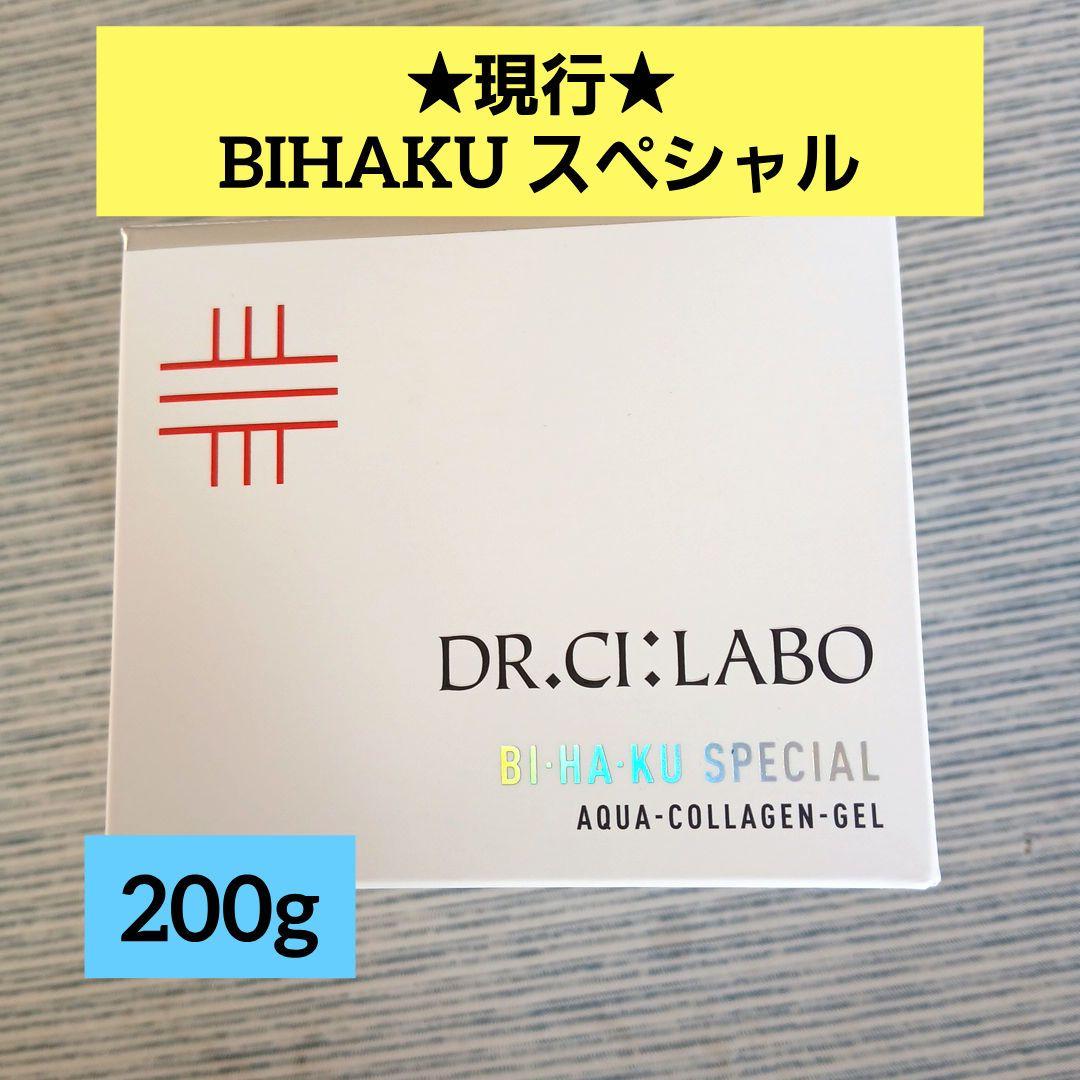 ★現行★
BIHAKU スペシャル
DR.CI:LABO
BI・HA・KU SPECIAL
AQUA-COLLAGEN-GEL
200g